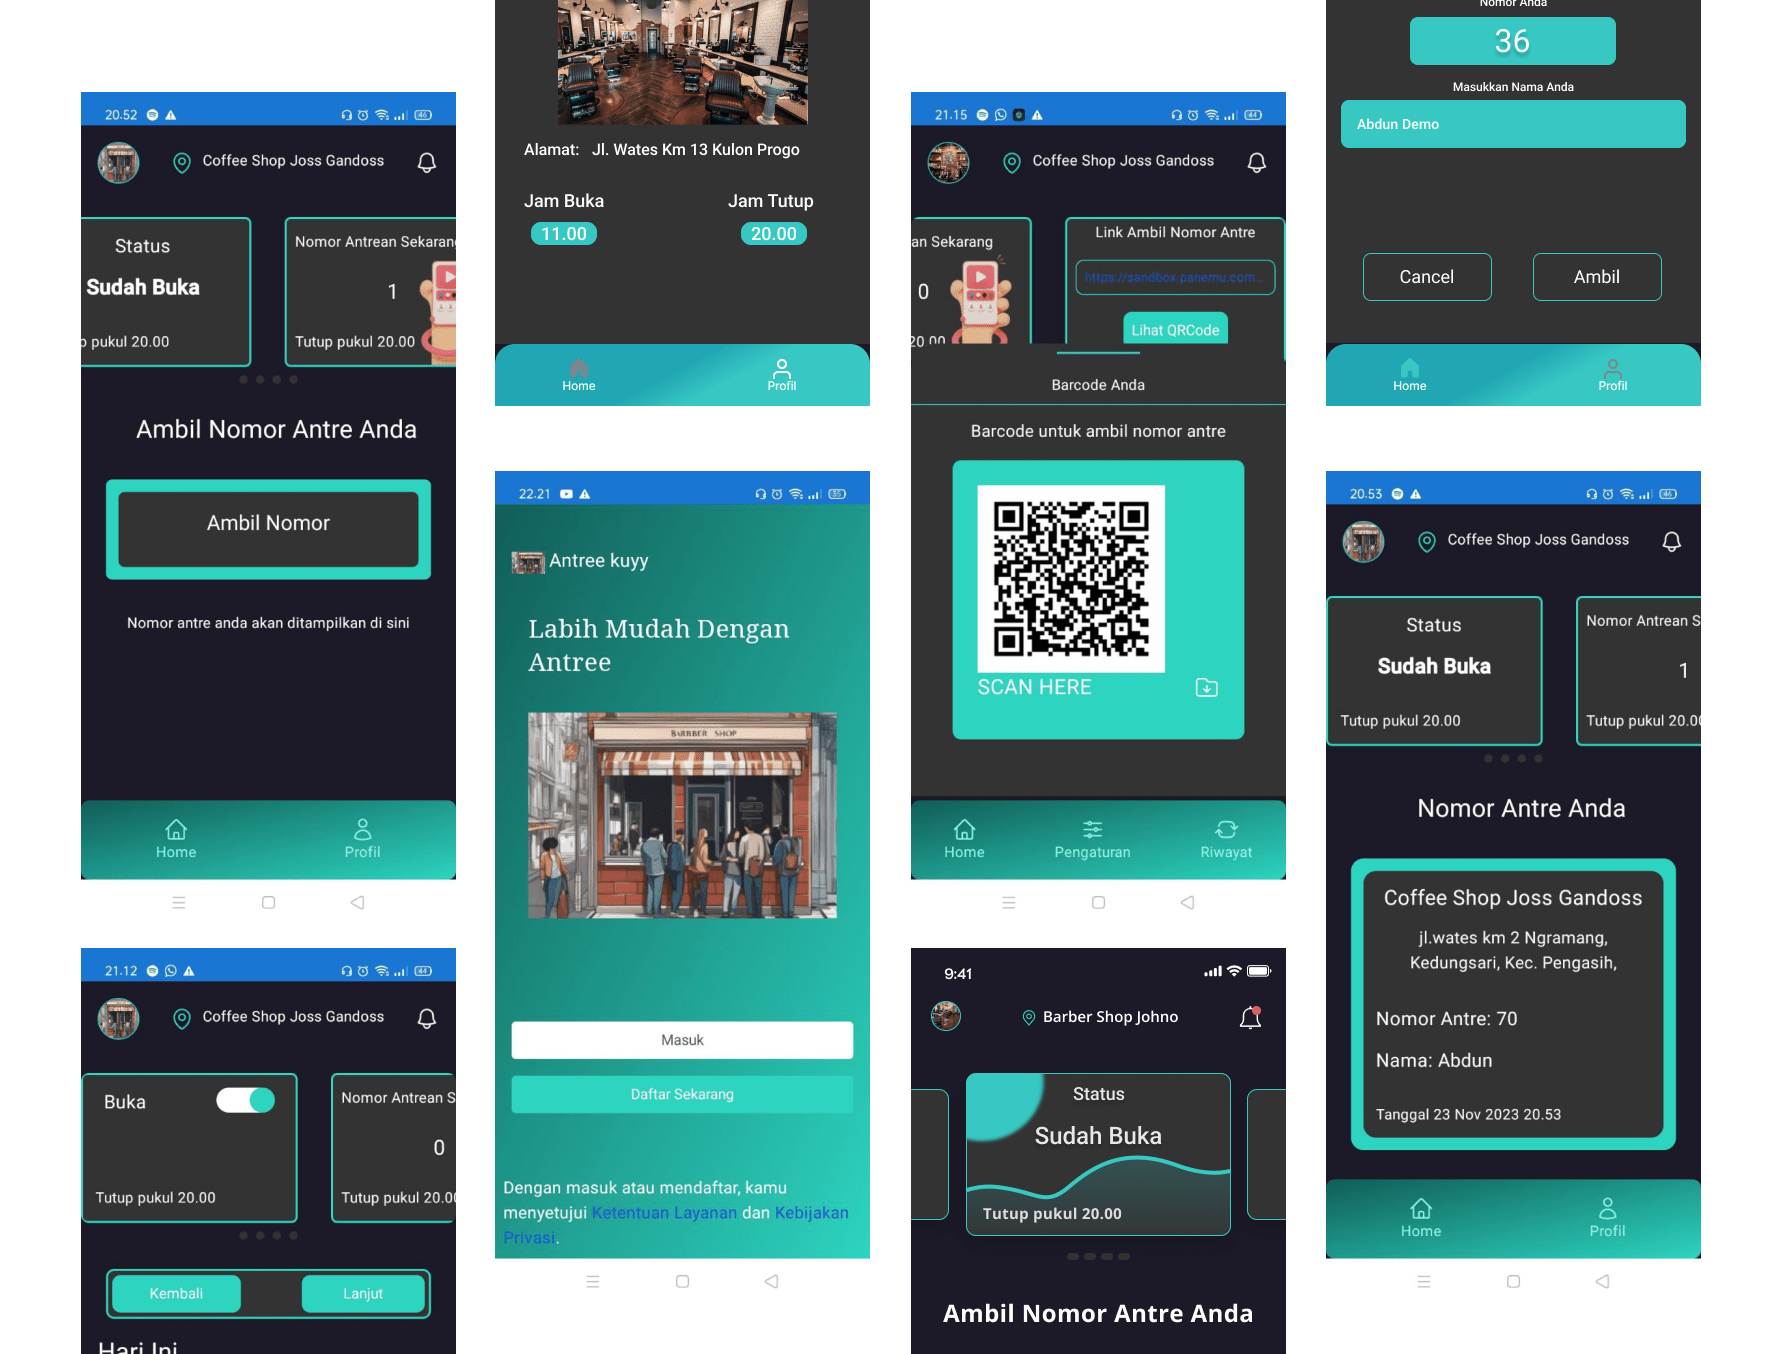 20.52
46
Coffee Shop Joss Gandoss
Status
Sudah Buka
pukul 20.00
Nomor Antrean Sekarang
1
Tutup pukul 20.00
Ambil Nomor Antre Anda
Ambil Nomor
Nomor antre anda akan ditampilkan di sini
Home
Profil
21.12
44
Coffee Shop Joss Gandoss
Buka
Tutup pukul 20.00
Nomor Antrean S
0
Tutup pukul 20.00
Kembali
Lanjut
Hari Ini
Alamat: Jl. Wates Km 13 Kulon Progo
Jam Buka
Jam Tutup
11.00
20.00
Home
Profil
22.21
35
Antree kuyy
Labih Mudah Dengan
Antree
BARBBER SHOP
Masuk
Daftar Sekarang
Dengan masuk atau mendaftar, kamu
menyetujui Ketentuan Layanan dan Kebijakan
Privasi.
21.15
44
Coffee Shop Joss Gandoss
an Sekarang
0
20.00
Link Ambil Nomor Antre
https://sandbox.panemu.com...
Lihat QRCode
Barcode Anda
Barcode untuk ambil nomor antre
SCAN HERE
Home
Pengaturan
Riwayat
9:41
Barber Shop Johno
Status
Sudah Buka
Tutup pukul 20.00
Ambil Nomor Antre Anda
Nomor Anda
36
Masukkan Nama Anda
Abdun Demo
Cancel
Ambil
Home
Profil
20.53
46
Coffee Shop Joss Gandoss
Status
Sudah Buka
Tutup pukul 20.00
Nomor Antrean S
1
Tutup pukul 20.00
Nomor Antre Anda
Coffee Shop Joss Gandoss
jl.wates km 2 Ngramang,
Kedungsari, Kec. Pengasih,
Nomor Antre: 70
Nama: Abdun
Tanggal 23 Nov 2023 20.53
Home
Profil